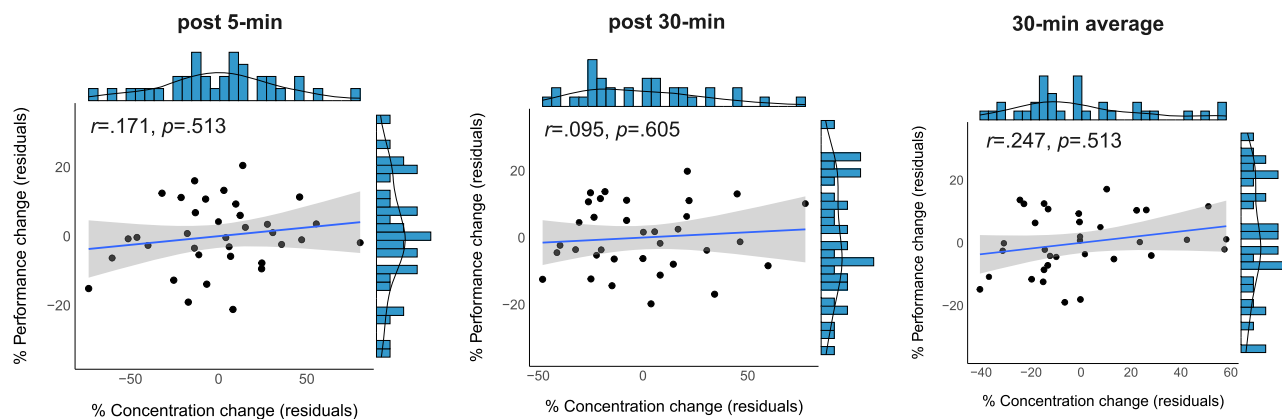 post 5-min
r=.171, p=.513
% Performance change (residuals)
20
0
−20
−50
0
50
% Concentration change (residuals)
post 30-min
r=.095, p=.605
% Performance change (residuals)
20
0
−20
−50
0
50
% Concentration change (residuals)
30-min average
r=.247, p=.513
% Performance change (residuals)
20
0
−20
−40
−20
0
20
40
60
% Concentration change (residuals)